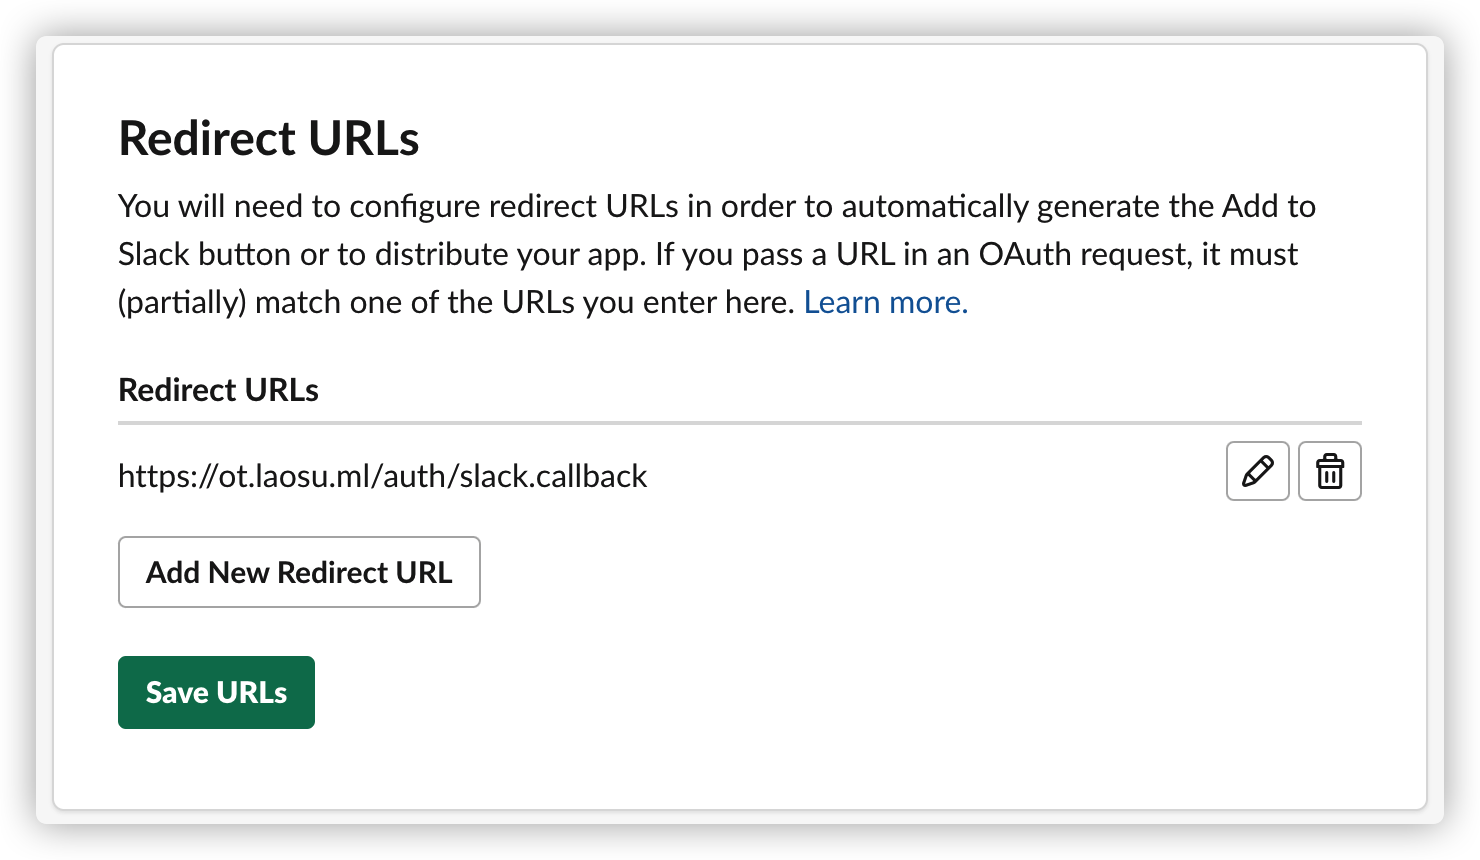 Redirect URLs
You will need to configure redirect URLs in order to automatically generate the Add to
Slack button or to distribute your app. If you pass a URL in an OAuth request, it must
(partially) match one of the URLs you enter here. Learn more.
Redirect URLs
https://ot.laosu.ml/auth/slack.callback
Add New Redirect URL
Save URLs